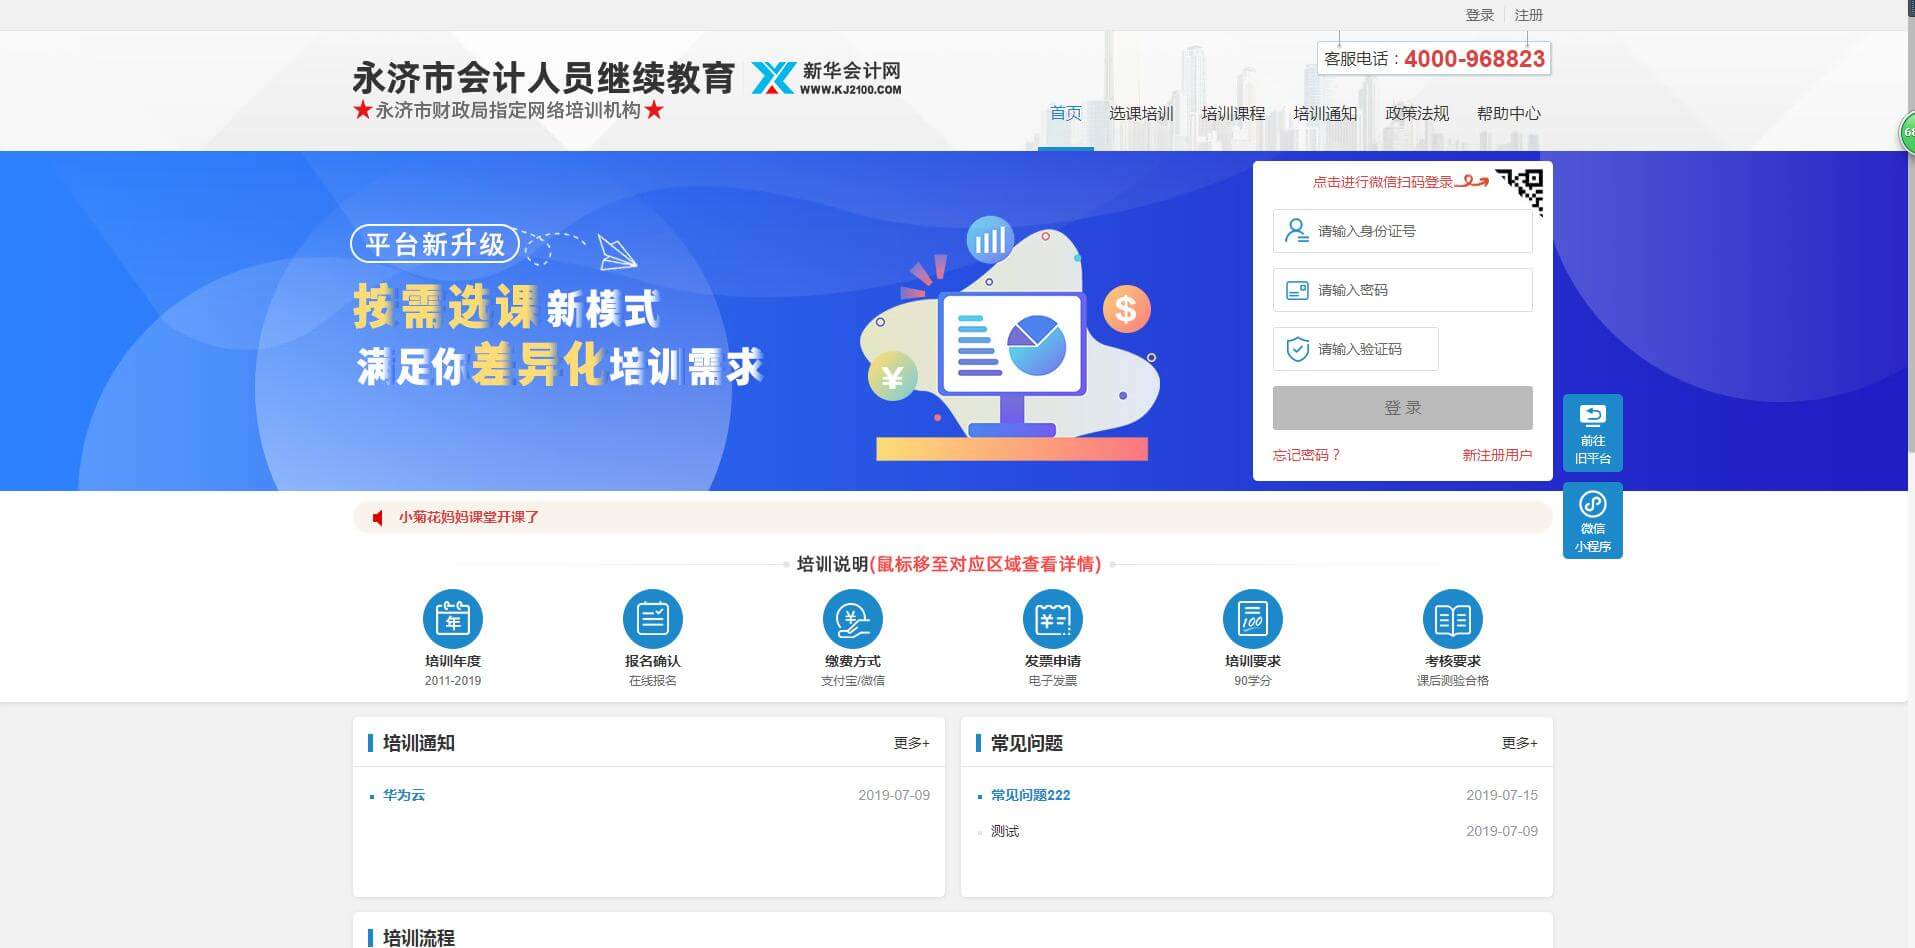 登录 注册
永济市会计人员继续教育
新华会计网
WWW.KJ2100.COM
★永济市财政局指定网络培训机构★
客服电话：4000-968823
首页 选课培训 培训课程 培训通知 政策法规 帮助中心
68
平台新升级
按需选课新模式
满足你差异化培训需求
¥
$
点击进行微信扫码登录
请输入身份证号
请输入密码
请输入验证码
登 录
忘记密码？ 新注册用户
前往
旧平台
微信
小程序
小菊花妈妈课堂开课了
培训说明(鼠标移至对应区域查看详情)
年 ¥ ¥ 100
培训年度 报名确认 缴费方式 发票申请 培训要求 考核要求
2011-2019 在线报名 支付宝/微信 电子发票 90学分 课后测验合格
培训通知 更多+
华为云 2019-07-09
常见问题 更多+
常见问题222 2019-07-15
测试 2019-07-09
培训流程